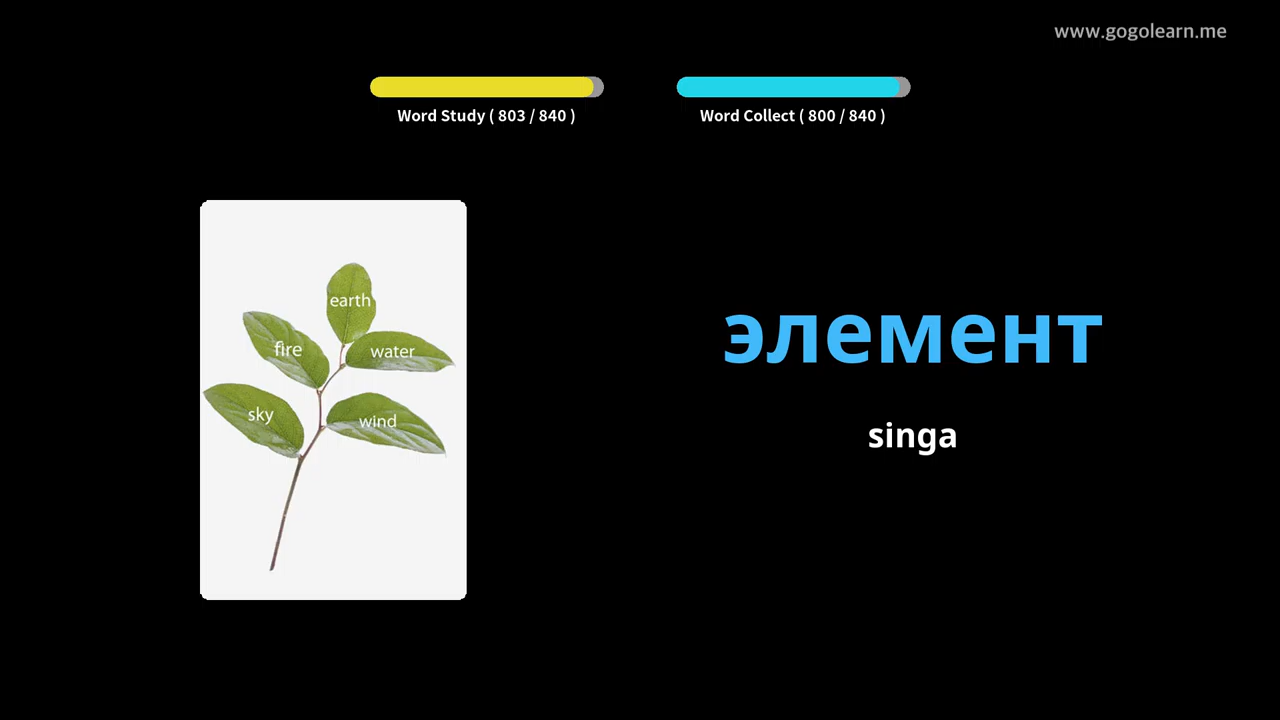 www.gogolearn.me
Word Study ( 803 / 840 )
Word Collect ( 800 / 840 )
earth
fire
water
sky
wind
элемент
singa